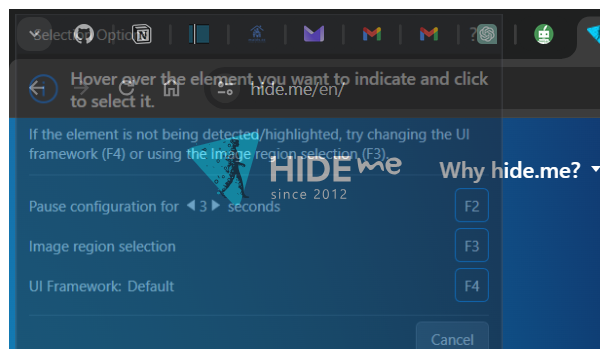 Selection Options
Hover over the element you want to indicate and click
to select it.
hide.me/en/
If the element is not being detected/highlighted, try changing the UI
framework (F4) or using the Image region selection (F3).
HIDE me
since 2012
Why hide.me?
Pause configuration for 3 seconds
F2
Image region selection
F3
UI Framework: Default
F4
Cancel